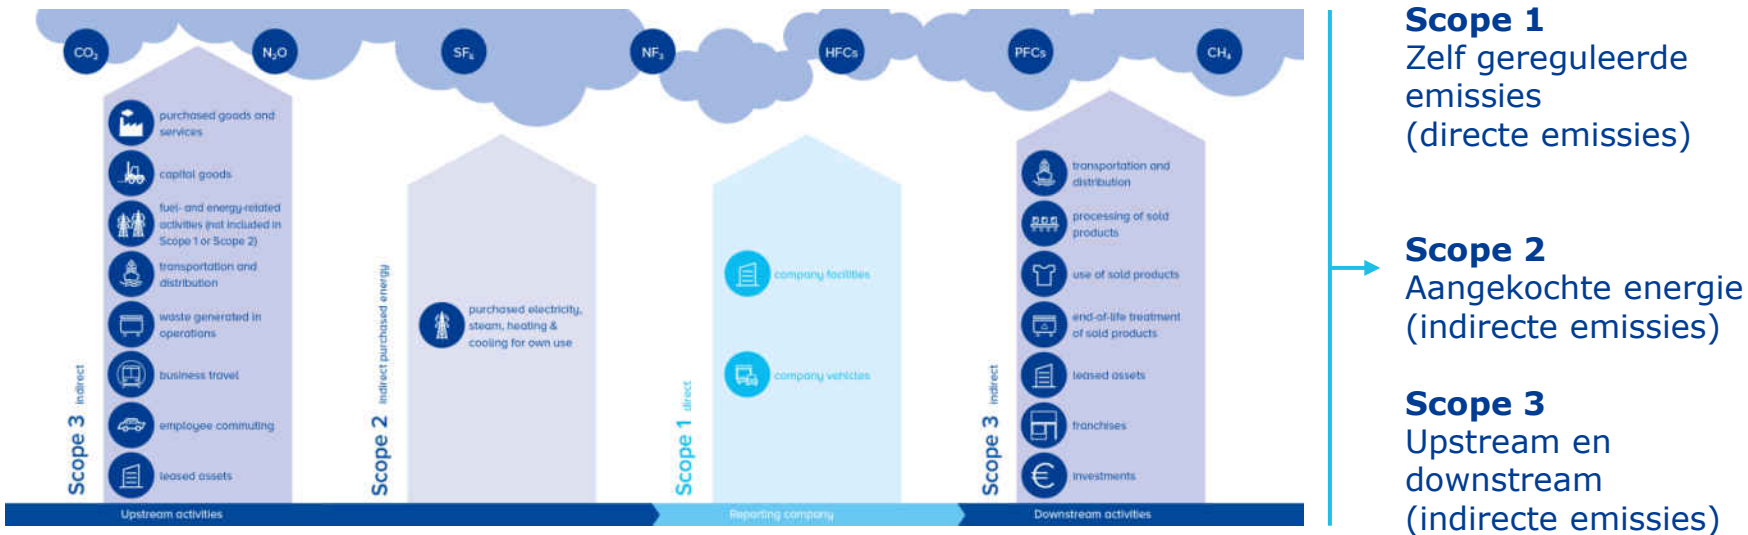 CO₂
N₂O
SF₆
NF₃
HFCs
PFCs
CH₄
Scope 3 indirect
purchased goods and
services
capital goods
fuel- and energy-related
activities (not included in
Scope 1 or Scope 2)
transportation and
distribution
waste generated in
operations
business travel
employee commuting
leased assets
Scope 2 indirect purchased energy
purchased electricity,
steam, heating &
cooling for own use
Scope 1 direct
company facilities
company vehicles
Scope 3 indirect
transportation and
distribution
processing of sold
products
use of sold products
end-of-life treatment
of sold products
leased assets
franchises
investments
Upstream activities
Reporting company
Downstream activities
Scope 1
Zelf gereguleerde
emissies
(directe emissies)
Scope 2
Aangekochte energie
(indirecte emissies)
Scope 3
Upstream en
downstream
(indirecte emissies)